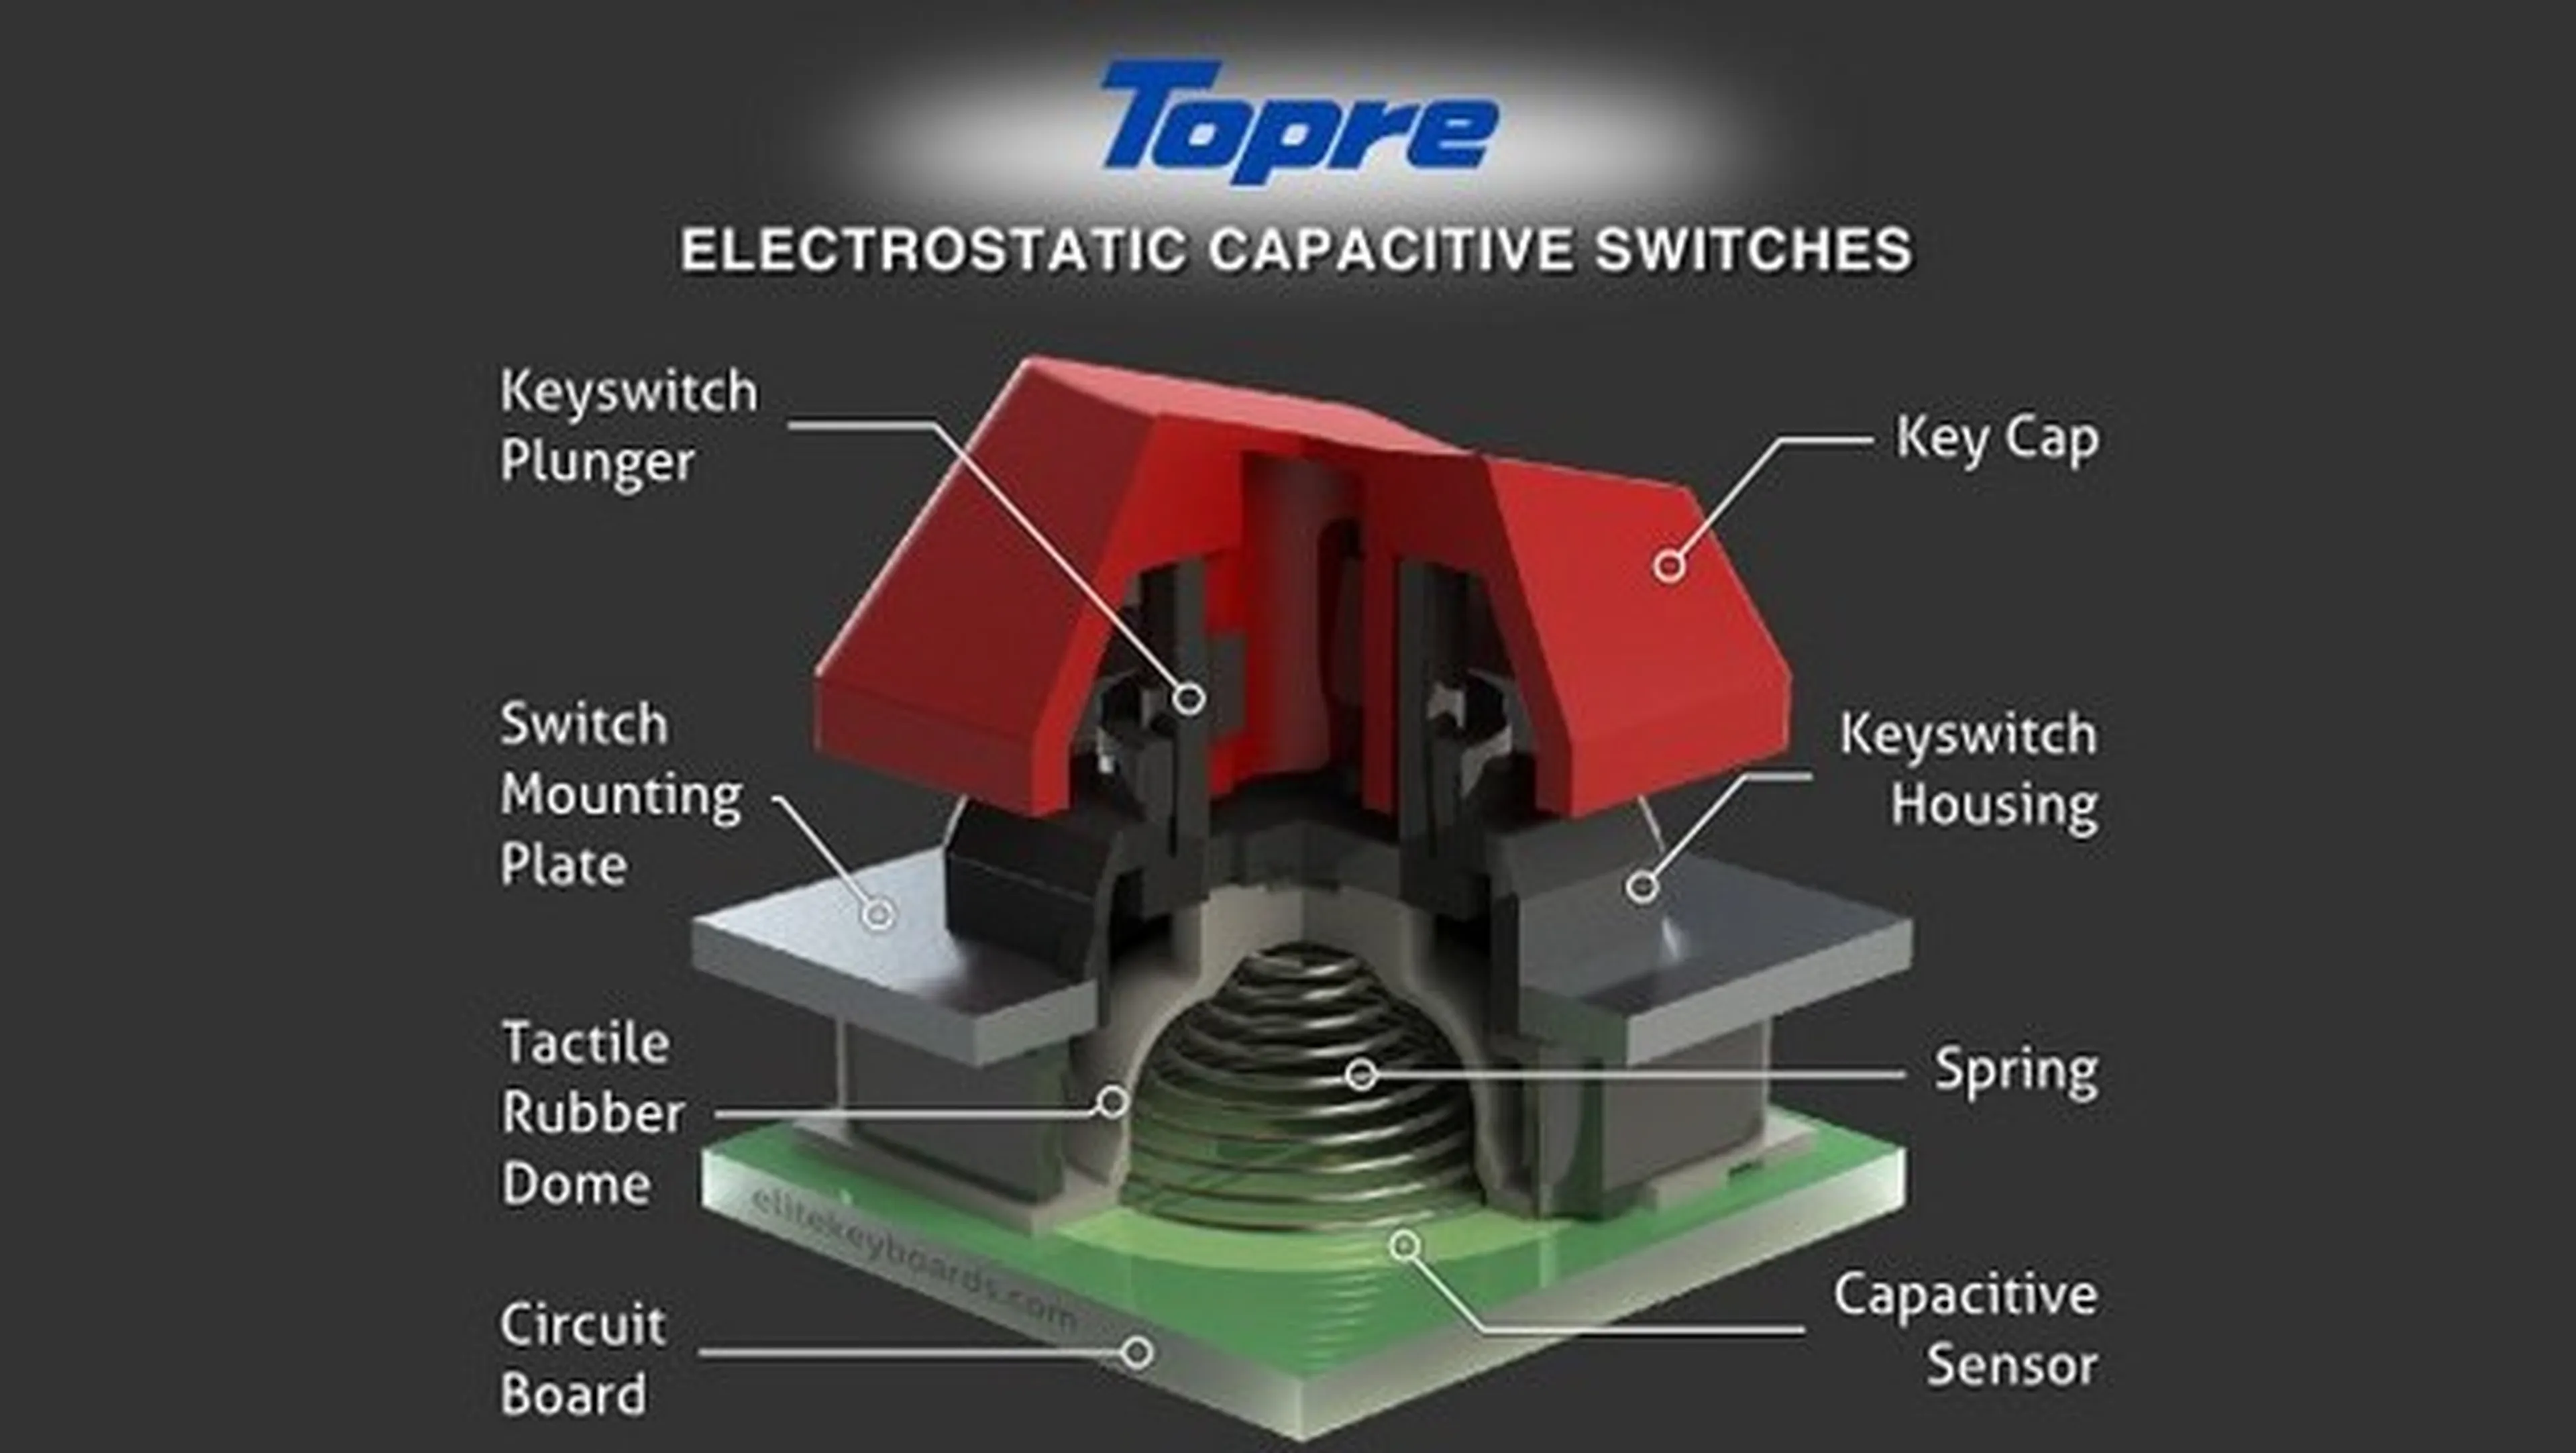 Topre
ELECTROSTATIC CAPACITIVE SWITCHES
Keyswitch
Plunger
Key Cap
Switch
Mounting
Plate
Keyswitch
Housing
Tactile
Rubber
Dome
Spring
elitekeyboards.com
Circuit
Board
Capacitive
Sensor